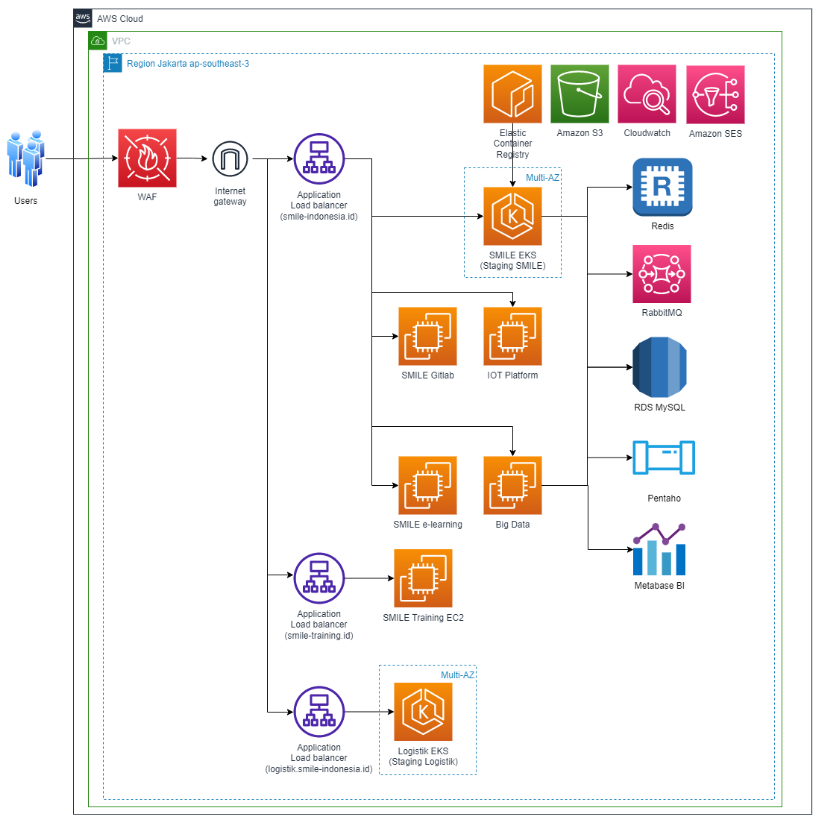 aws
AWS Cloud
VPC
Region Jakarta ap-southeast-3
Elastic
Container
Registry
Amazon S3
Cloudwatch
Amazon SES
Users
WAF
Internet
gateway
Application
Load balancer
(smile-indonesia.id)
Multi-AZ
SMILE EKS
(Staging SMILE)
R
Redis
RabbitMQ
SMILE Gitlab
IOT Platform
RDS MySQL
Pentaho
SMILE e-learning
Big Data
Metabase BI
Application
Load balancer
(smile-training.id)
SMILE Training EC2
Multi-AZ
Application
Load balancer
(logistik.smile-indonesia.id)
Logistik EKS
(Staging Logistik)
K
K